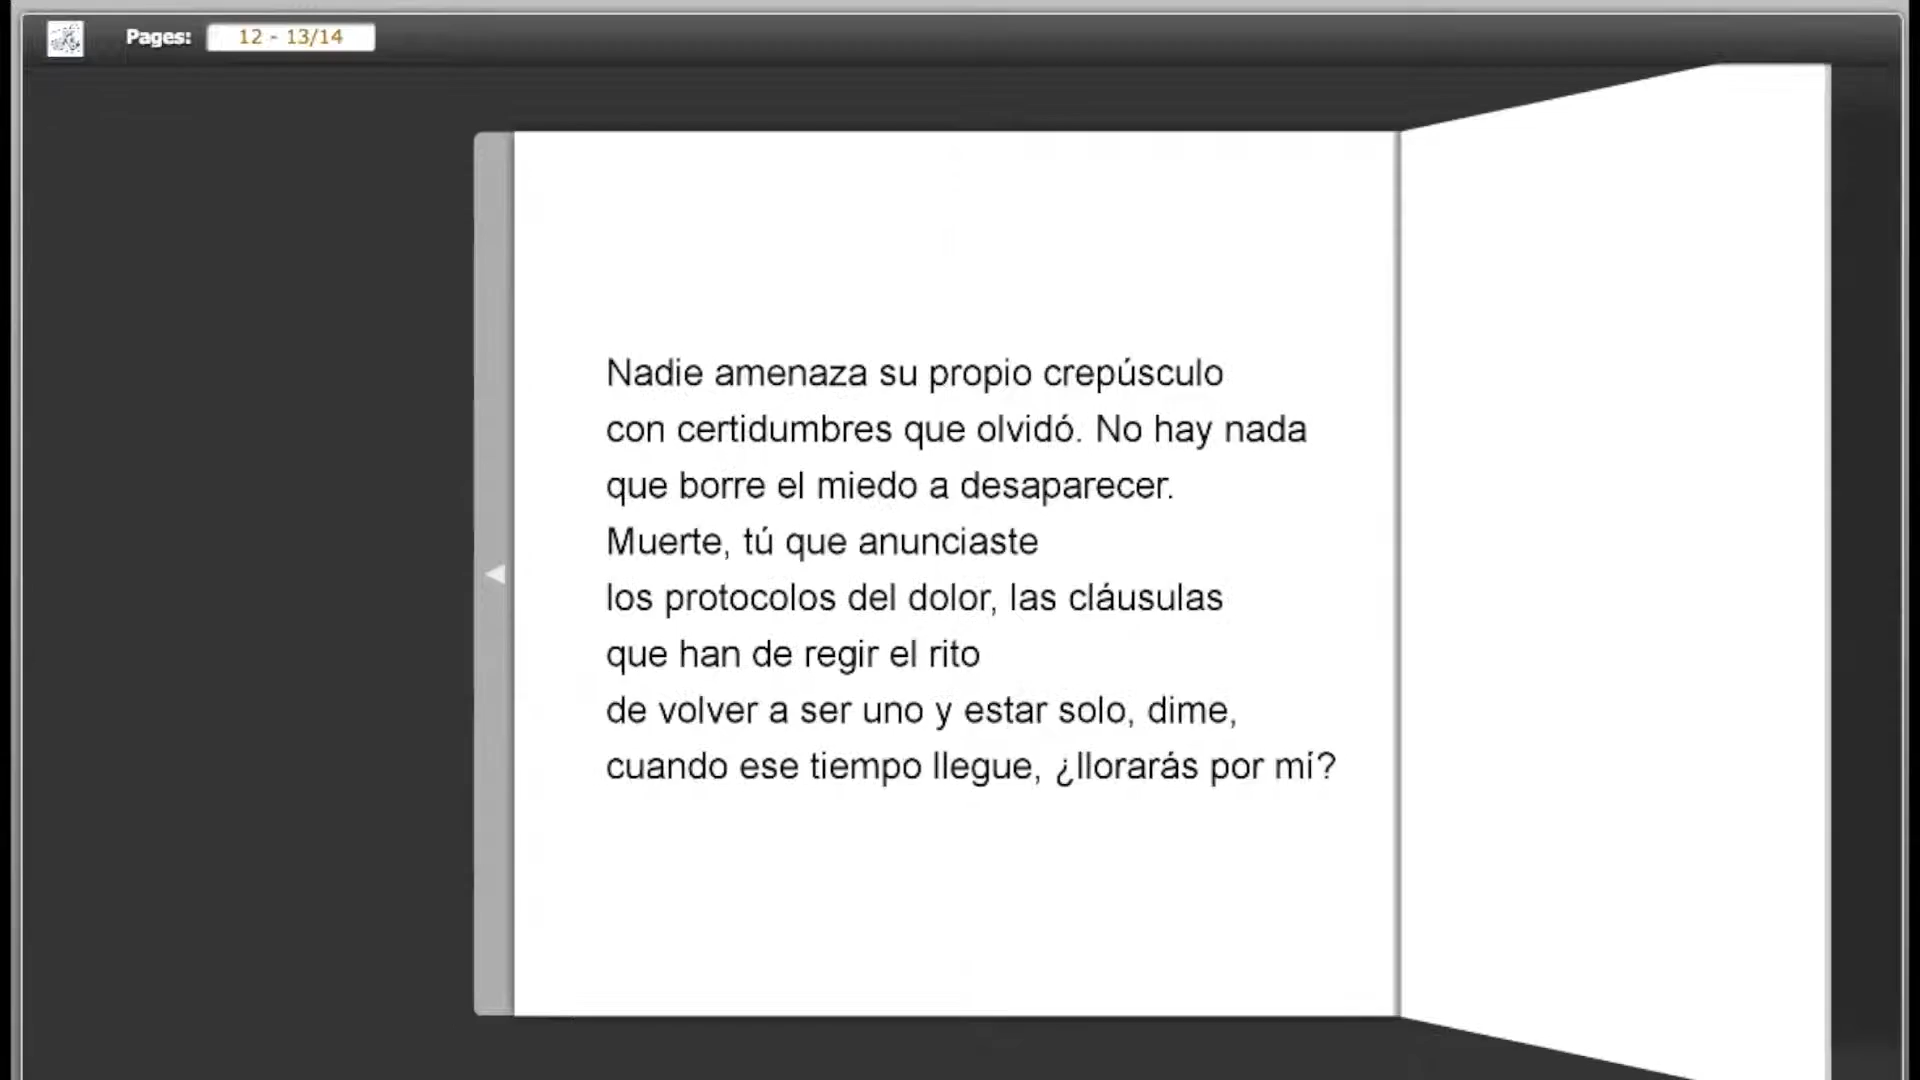 Pages: 12 - 13/14
Nadie amenaza su propio crepúsculo
con certidumbres que olvidó. No hay nada
que borre el miedo a desaparecer.
Muerte, tú que anunciaste
los protocolos del dolor, las cláusulas
que han de regir el rito
de volver a ser uno y estar solo, dime,
cuando ese tiempo llegue, ¿llorarás por mí?